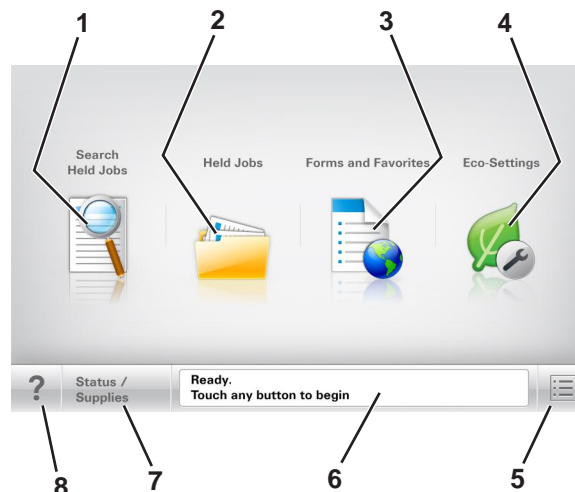 1 2 3 4
Search
Held Jobs
Held Jobs
Forms and Favorites
Eco-Settings
?
Status /
Supplies
Ready.
Touch any button to begin
8 7 6 5